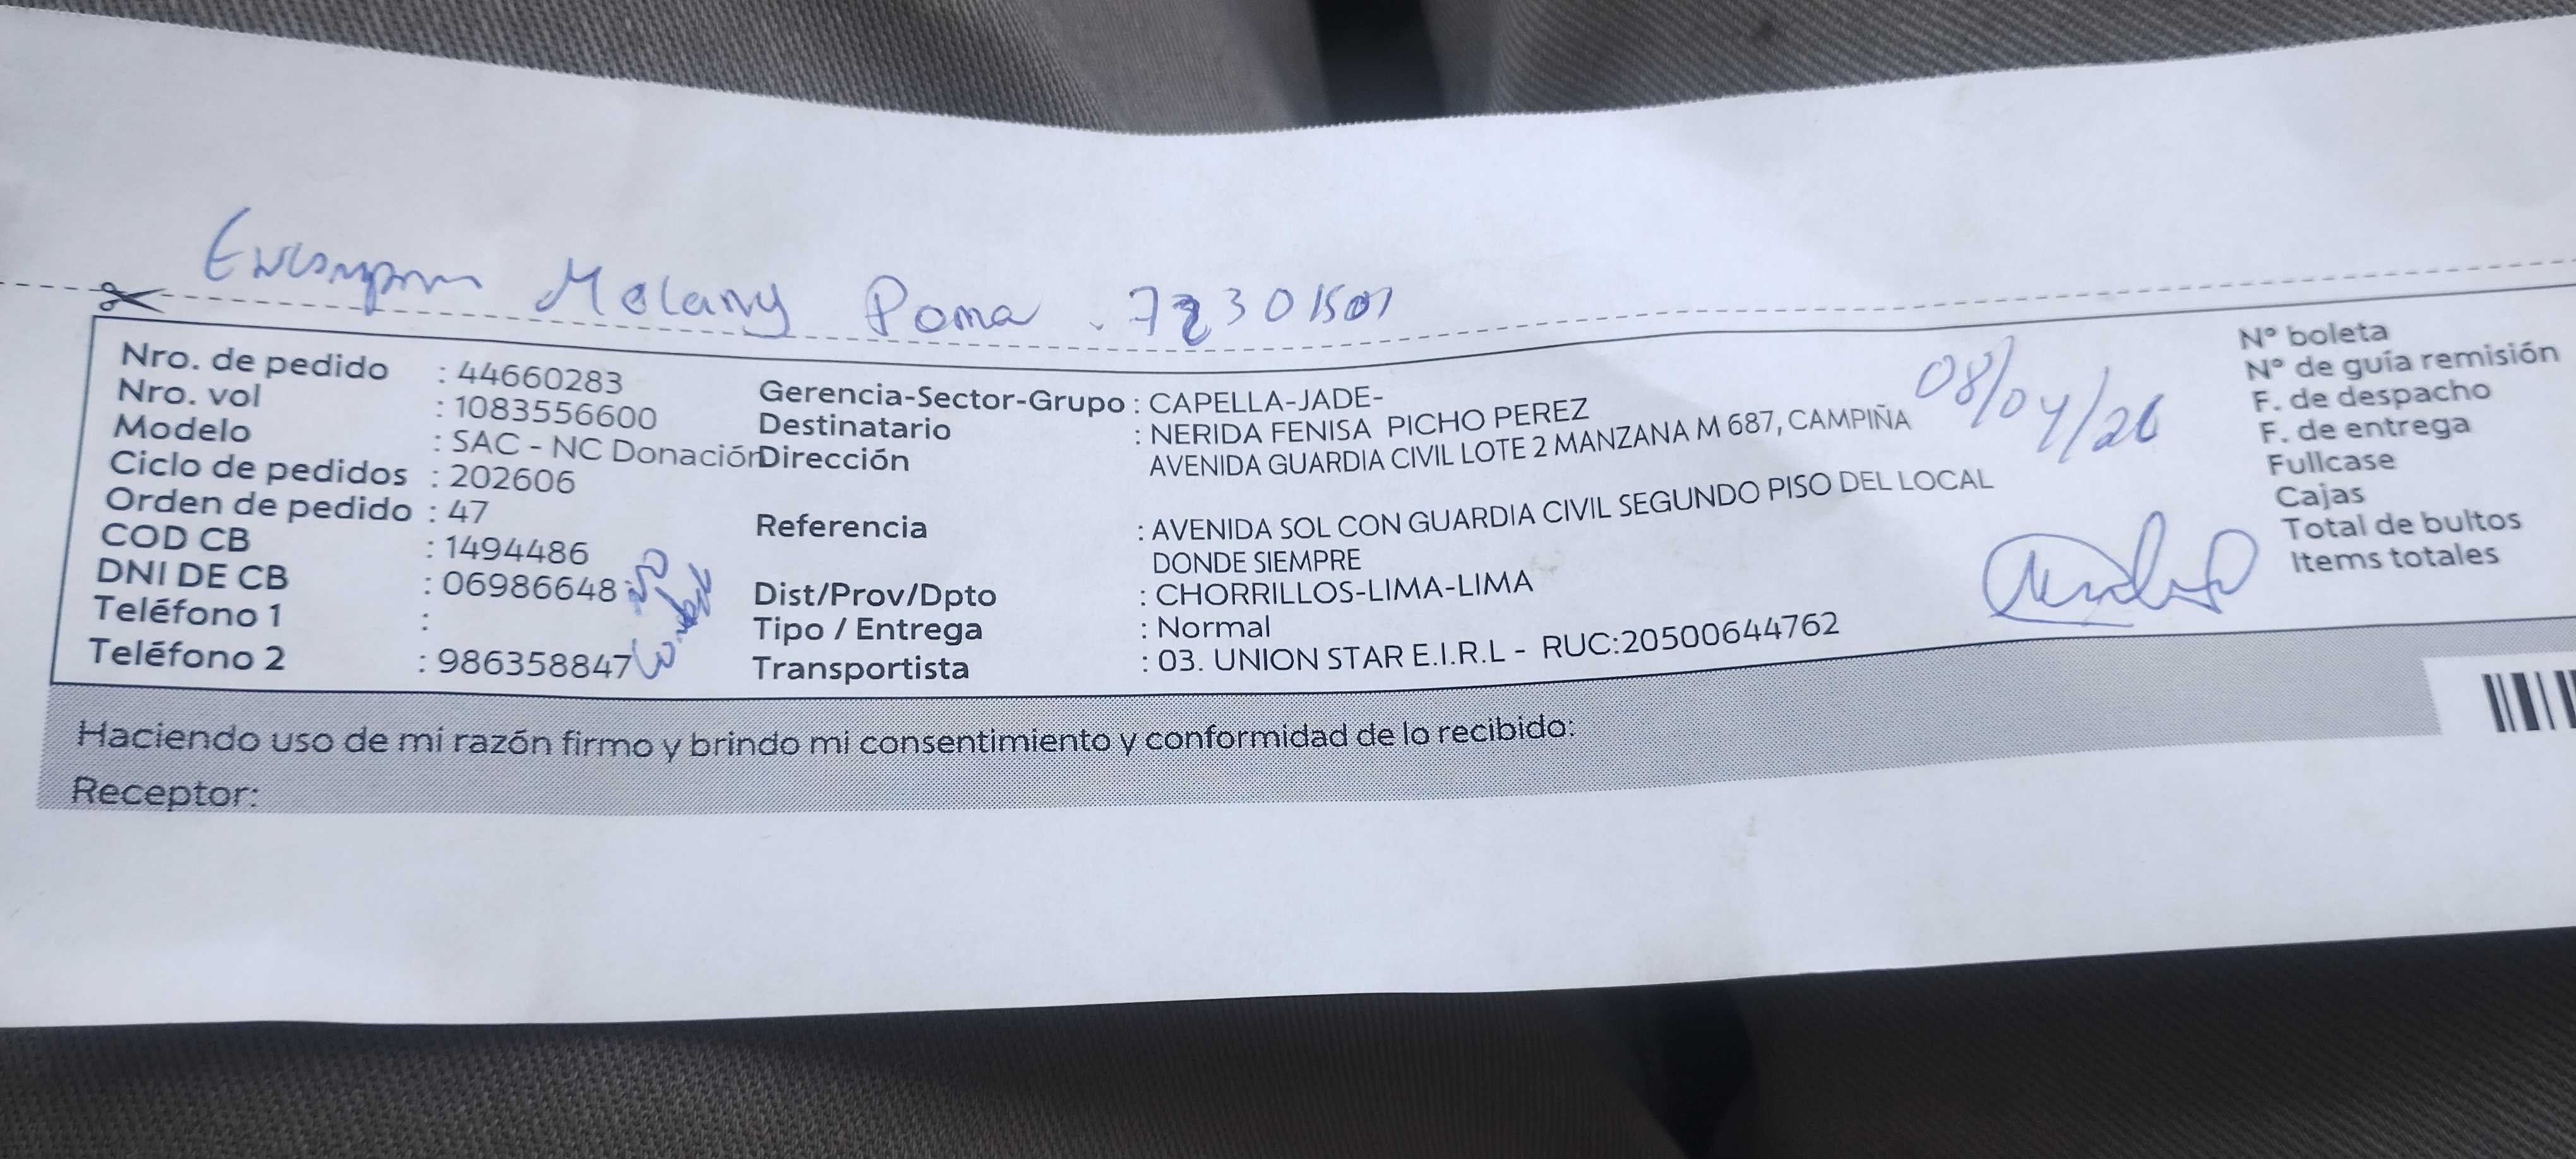 Melany Poma . 72301501
Nro. de pedido : 44660283
Nro. vol : 1083556600
Modelo : SAC - NC Donación
Ciclo de pedidos : 202606
Orden de pedido : 47
COD CB : 1494486
DNI DE CB : 06986648
Teléfono 1 :
Teléfono 2 : 986358847
Gerencia-Sector-Grupo : CAPELLA-JADE-
Destinatario : NERIDA FENISA PICHO PEREZ
Dirección AVENIDA GUARDIA CIVIL LOTE 2 MANZANA M 687, CAMPIÑA
Referencia : AVENIDA SOL CON GUARDIA CIVIL SEGUNDO PISO DEL LOCAL
DONDE SIEMPRE
Dist/Prov/Dpto : CHORRILLOS-LIMA-LIMA
Tipo / Entrega : Normal
Transportista : 03. UNION STAR E.I.R.L - RUC:20500644762
08/04/26
N° boleta
N° de guía remisión
F. de despacho
F. de entrega
Fullcase
Cajas
Total de bultos
Items totales
Haciendo uso de mi razón firmo y brindo mi consentimiento y conformidad de lo recibido:
Receptor: